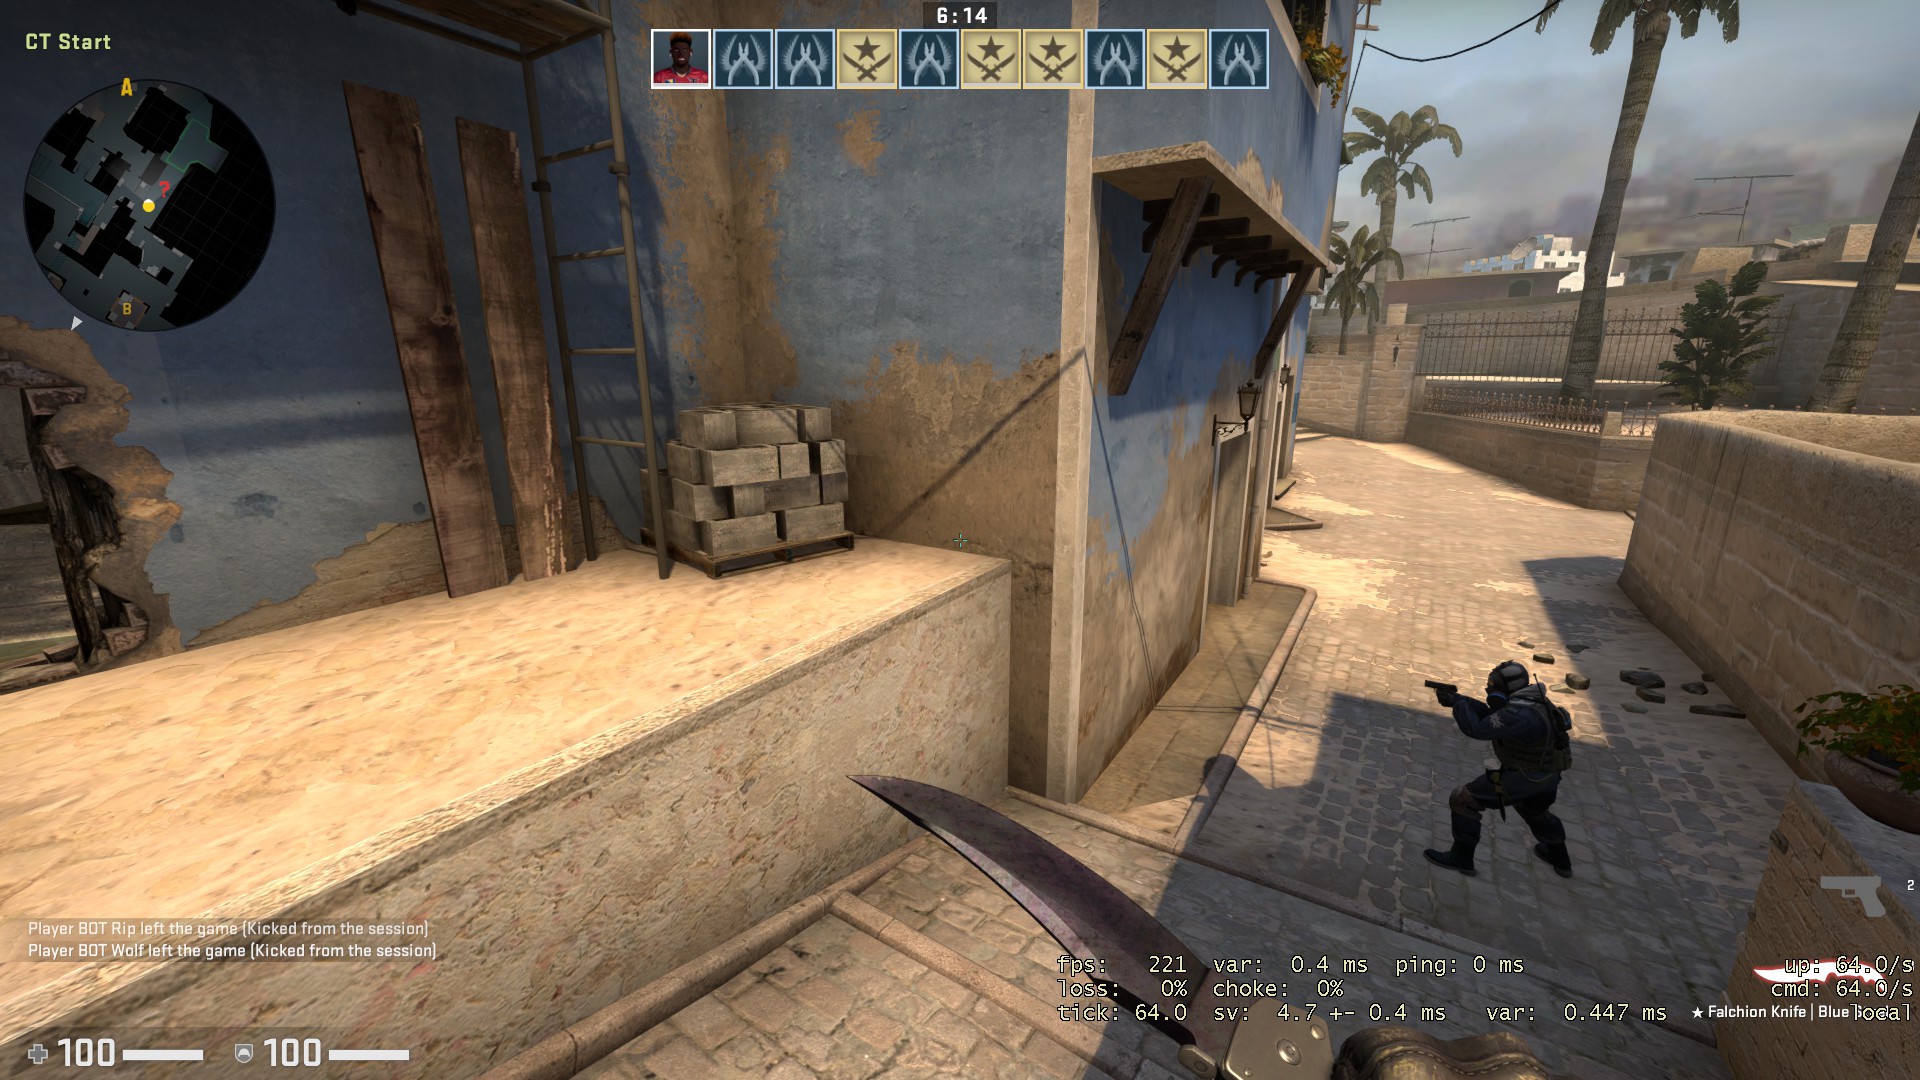 6:14
CT Start
A
?
B
Player BOT Rip left the game (Kicked from the session)
Player BOT Wolf left the game (Kicked from the session)
2
fps: 221 var: 0.4 ms ping: 0 ms up: 64.0/s
loss: 0% choke: 0% cmd: 64.0/s
tick: 64.0 sv: 4.7 +- 0.4 ms var: 0.447 ms local
★ Falchion Knife | Blue
100 100